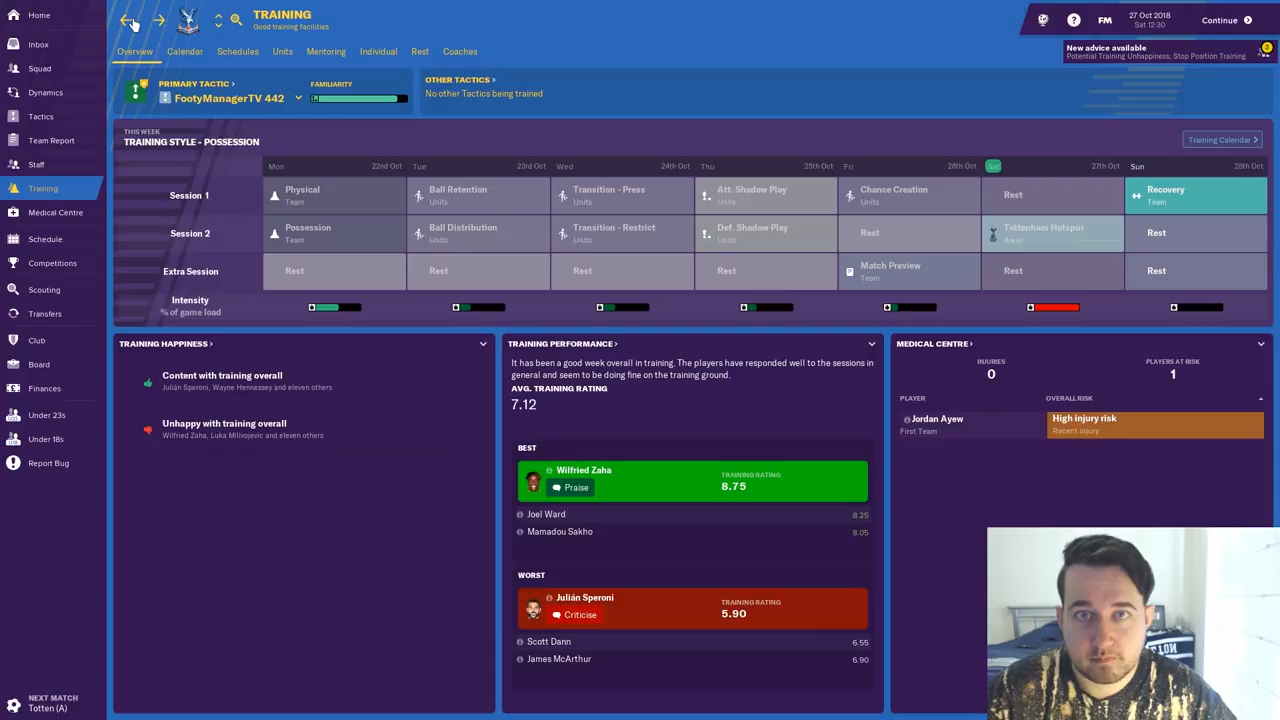 Home
Inbox
Squad
Dynamics
Tactics
Team Report
Staff
Training
Medical Centre
Schedule
Competitions
Scouting
Transfers
Club
Board
Finances
Under 23s
Under 18s
Report Bug
NEXT MATCH
Totten (A)
TRAINING
Good training facilities
FM
27 Oct 2018
Sat 12:30
Continue
New advice available
Potential Training Unhappiness; Stop Position Training
2
Overview Calendar Schedules Units Mentoring Individual Rest Coaches
PRIMARY TACTIC >
FootyManagerTV 442
FAMILIARITY
OTHER TACTICS >
No other Tactics being trained
THIS WEEK
TRAINING STYLE - POSSESSION
Training Calendar >
Mon 22nd Oct Tue 23rd Oct Wed 24th Oct Thu 25th Oct Fri 26th Oct Sat 27th Oct Sun 28th Oct
Session 1
Physical
Team
Ball Retention
Units
Transition - Press
Units
Att. Shadow Play
Units
Chance Creation
Units
Rest
Recovery
Team
Session 2
Possession
Team
Ball Distribution
Units
Transition - Restrict
Units
Def. Shadow Play
Units
Rest
Tottenham Hotspur
Away
Rest
Extra Session
Rest
Rest
Rest
Rest
Match Preview
Team
Rest
Rest
Intensity
% of game load
TRAINING HAPPINESS >
Content with training overall
Julián Speroni, Wayne Hennessey and eleven others
Unhappy with training overall
Wilfried Zaha, Luka Milivojevic and eleven others
TRAINING PERFORMANCE >
It has been a good week overall in training. The players have responded well to the sessions in
general and seem to be doing fine on the training ground.
AVG. TRAINING RATING
7.12
BEST
Wilfried Zaha
Praise
TRAINING RATING
8.75
Joel Ward 8.25
Mamadou Sakho 8.05
WORST
Julián Speroni
Criticise
TRAINING RATING
5.90
Scott Dann 6.55
James McArthur 6.90
MEDICAL CENTRE >
INJURIES
0
PLAYERS AT RISK
1
PLAYER OVERALL RISK
Jordan Ayew
First Team
High injury risk
Recent injury